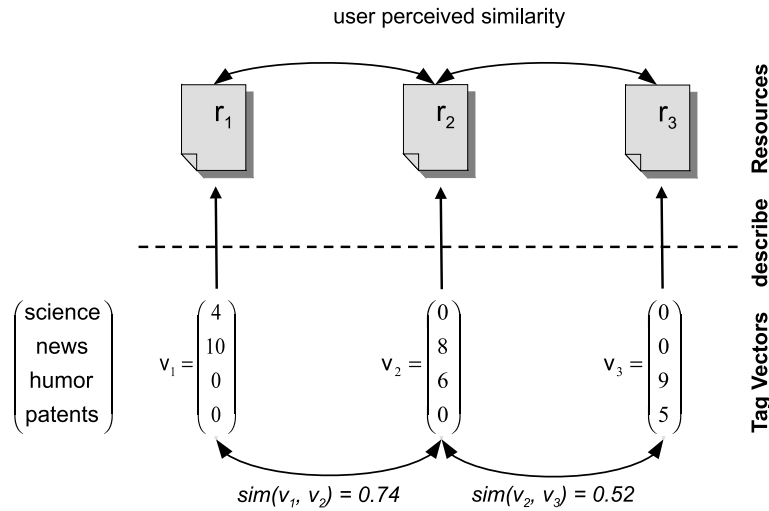 user perceived similarity
r1
r2
r3
Resources
describe
Tag Vectors
science
news
humor
patents
v1 =
4
10
0
0
v2 =
0
8
6
0
v3 =
0
0
9
5
sim(v1, v2) = 0.74
sim(v2, v3) = 0.52